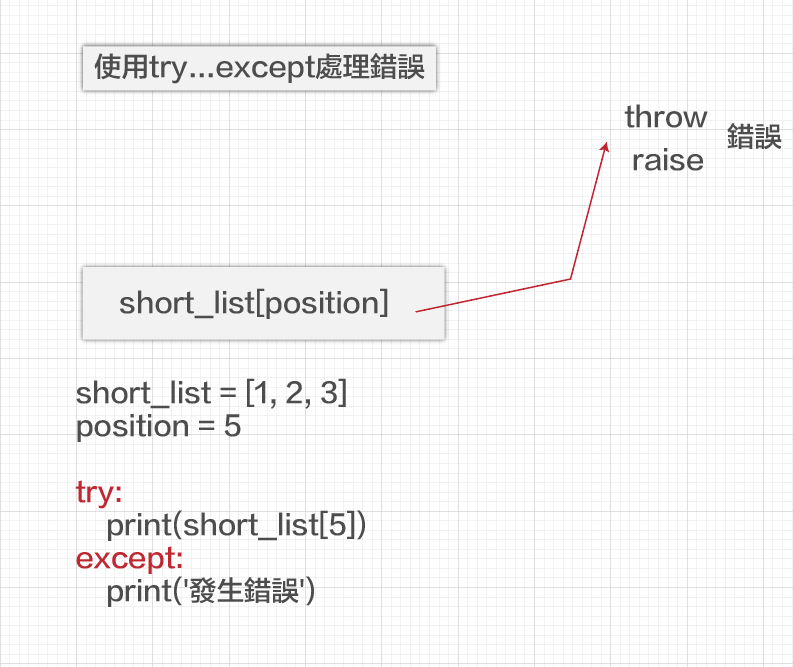 使用try...except處理錯誤
throw
raise
錯誤
short_list[position]
short_list = [1, 2, 3]
position = 5
try:
print(short_list[5])
except:
print('發生錯誤')